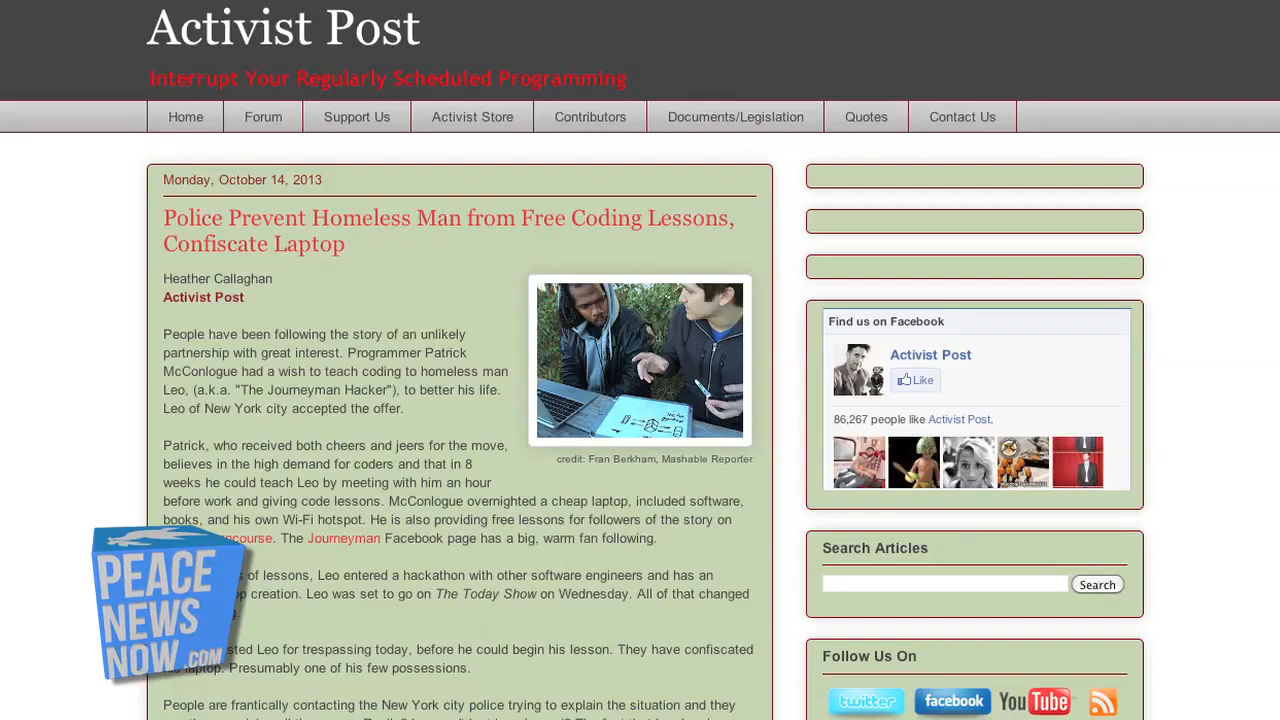 Activist Post
Interrupt Your Regularly Scheduled Programming
Home Forum Support Us Activist Store Contributors Documents/Legislation Quotes Contact Us
Monday, October 14, 2013
Police Prevent Homeless Man from Free Coding Lessons,
Confiscate Laptop
Heather Callaghan
Activist Post
People have been following the story of an unlikely
partnership with great interest. Programmer Patrick
McConlogue had a wish to teach coding to homeless man
Leo, (a.k.a. "The Journeyman Hacker"), to better his life.
Leo of New York city accepted the offer.
credit: Fran Berkham, Mashable Reporter
Patrick, who received both cheers and jeers for the move,
believes in the high demand for coders and that in 8
weeks he could teach Leo by meeting with him an hour
before work and giving code lessons. McConlogue overnighted a cheap laptop, included software,
books, and his own Wi-Fi hotspot. He is also providing free lessons for followers of the story on
The Journeyman Facebook page has a big, warm fan following.
of lessons, Leo entered a hackathon with other software engineers and has an
creation. Leo was set to go on The Today Show on Wednesday. All of that changed
Leo for trespassing today, before he could begin his lesson. They have confiscated
laptop. Presumably one of his few possessions.
People are frantically contacting the New York city police trying to explain the situation and they
PEACE
NEWS
NOW.COM
Find us on Facebook
Activist Post
Like
86,267 people like Activist Post.
Search Articles
Search
Follow Us On
twitter facebook YouTube